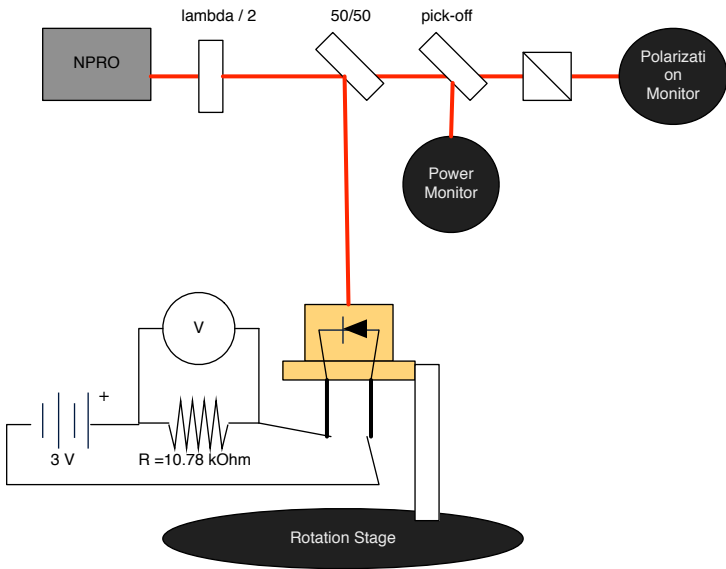 lambda / 2
50/50
pick-off
NPRO
Polarizati
on
Monitor
Power
Monitor
V
+
3 V
R =10.78 kOhm
Rotation Stage